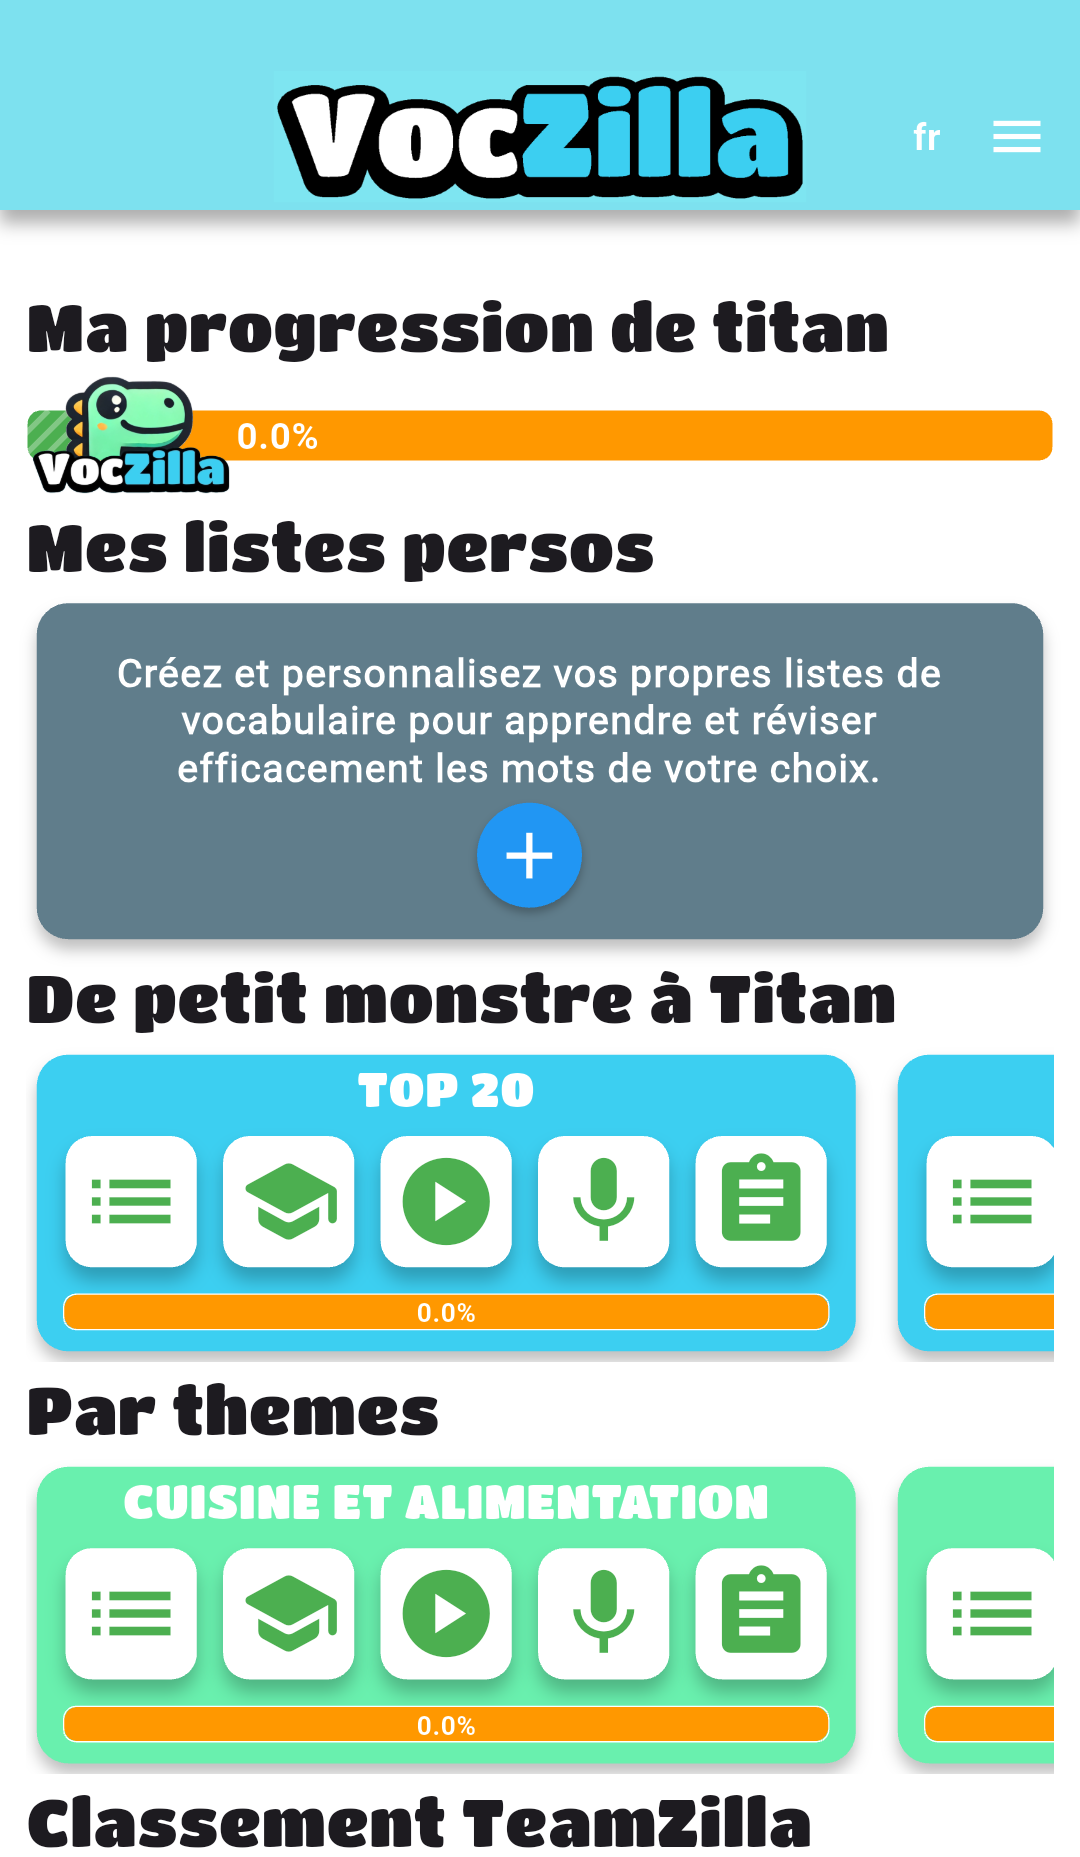 VocZilla
fr
Ma progression de titan
VocZilla
0.0%
Mes listes persos
Créez et personnalisez vos propres listes de
vocabulaire pour apprendre et réviser
efficacement les mots de votre choix.
De petit monstre à Titan
TOP 20
0.0%
Par themes
CUISINE ET ALIMENTATION
0.0%
Classement TeamZilla